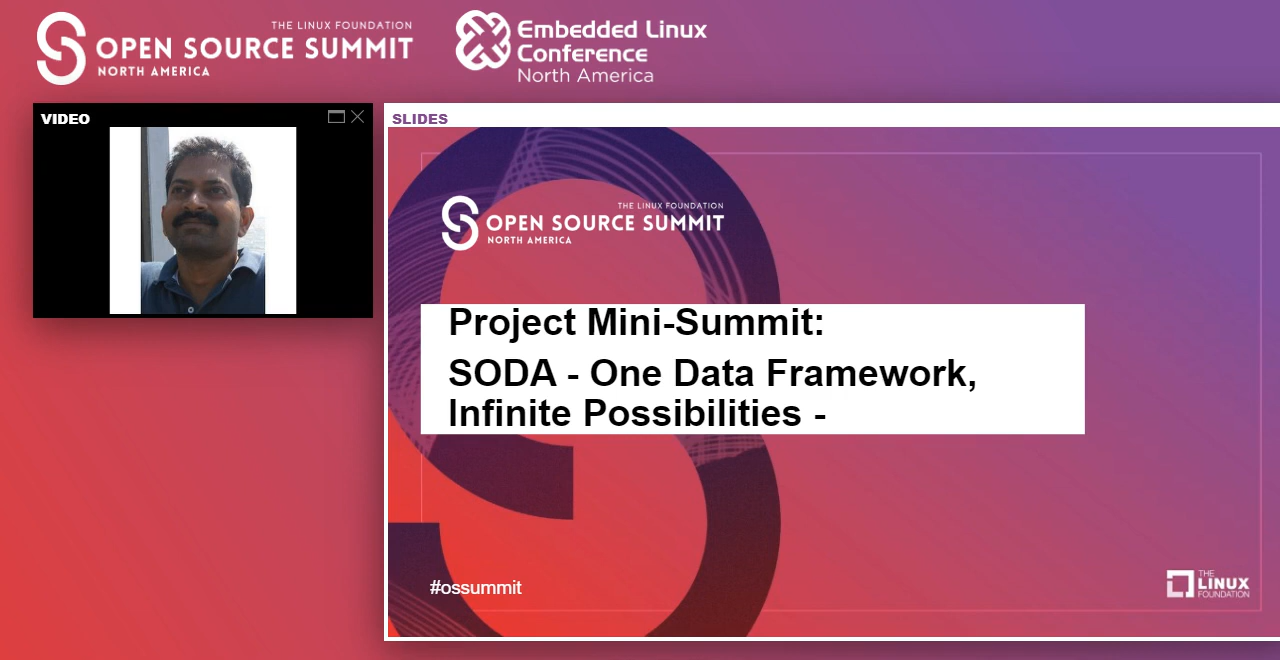 THE LINUX FOUNDATION
OPEN SOURCE SUMMIT
NORTH AMERICA
Embedded Linux
Conference
North America
VIDEO
SLIDES
THE LINUX FOUNDATION
OPEN SOURCE SUMMIT
NORTH AMERICA
Project Mini-Summit:
SODA - One Data Framework,
Infinite Possibilities -
#ossummit
THE
LINUX
FOUNDATION